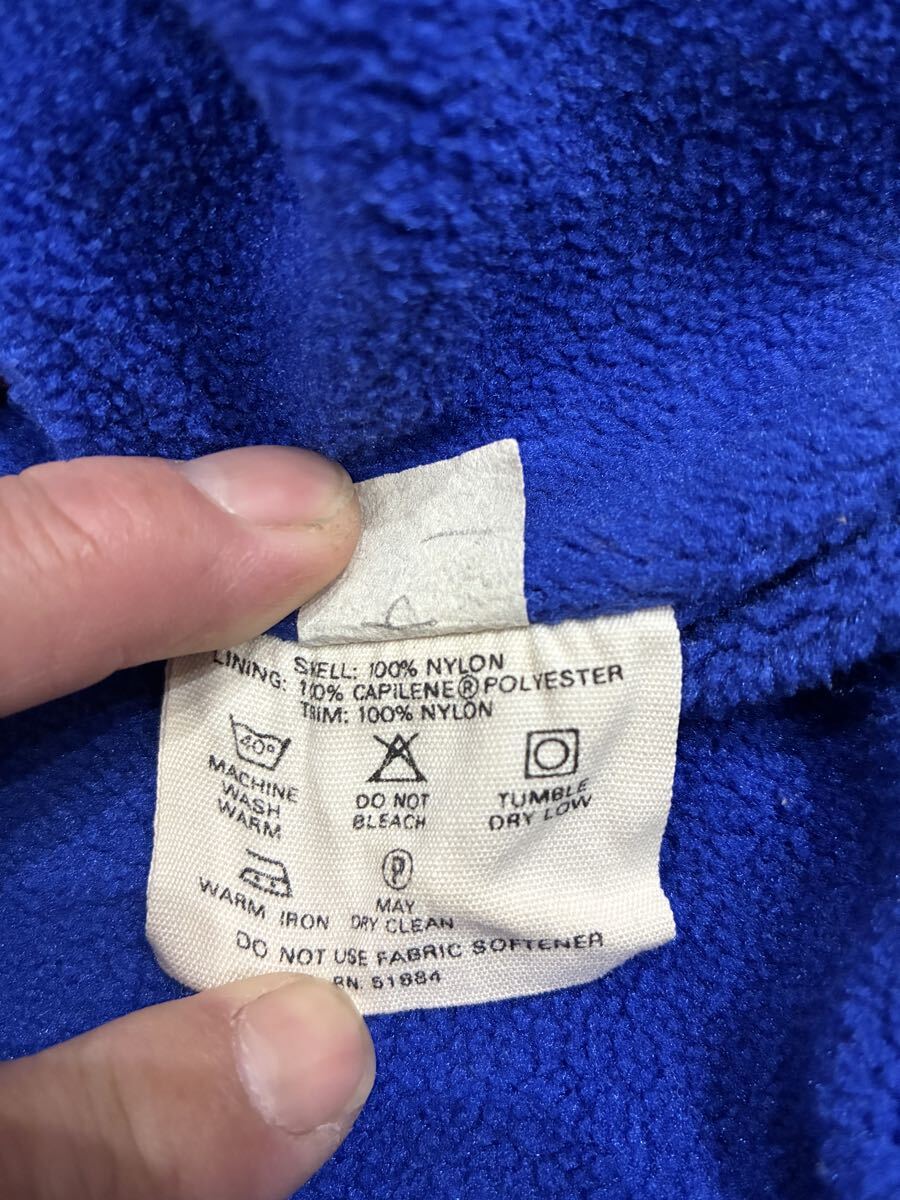 SHELL: 100% NYLON
LINING: 100% CAPILENE® POLYESTER
TRIM: 100% NYLON
40°
MACHINE
WASH
WARM
DO NOT
BLEACH
TUMBLE
DRY LOW
WARM IRON
P
MAY
DRY CLEAN
DO NOT USE FABRIC SOFTENER
RN 51884